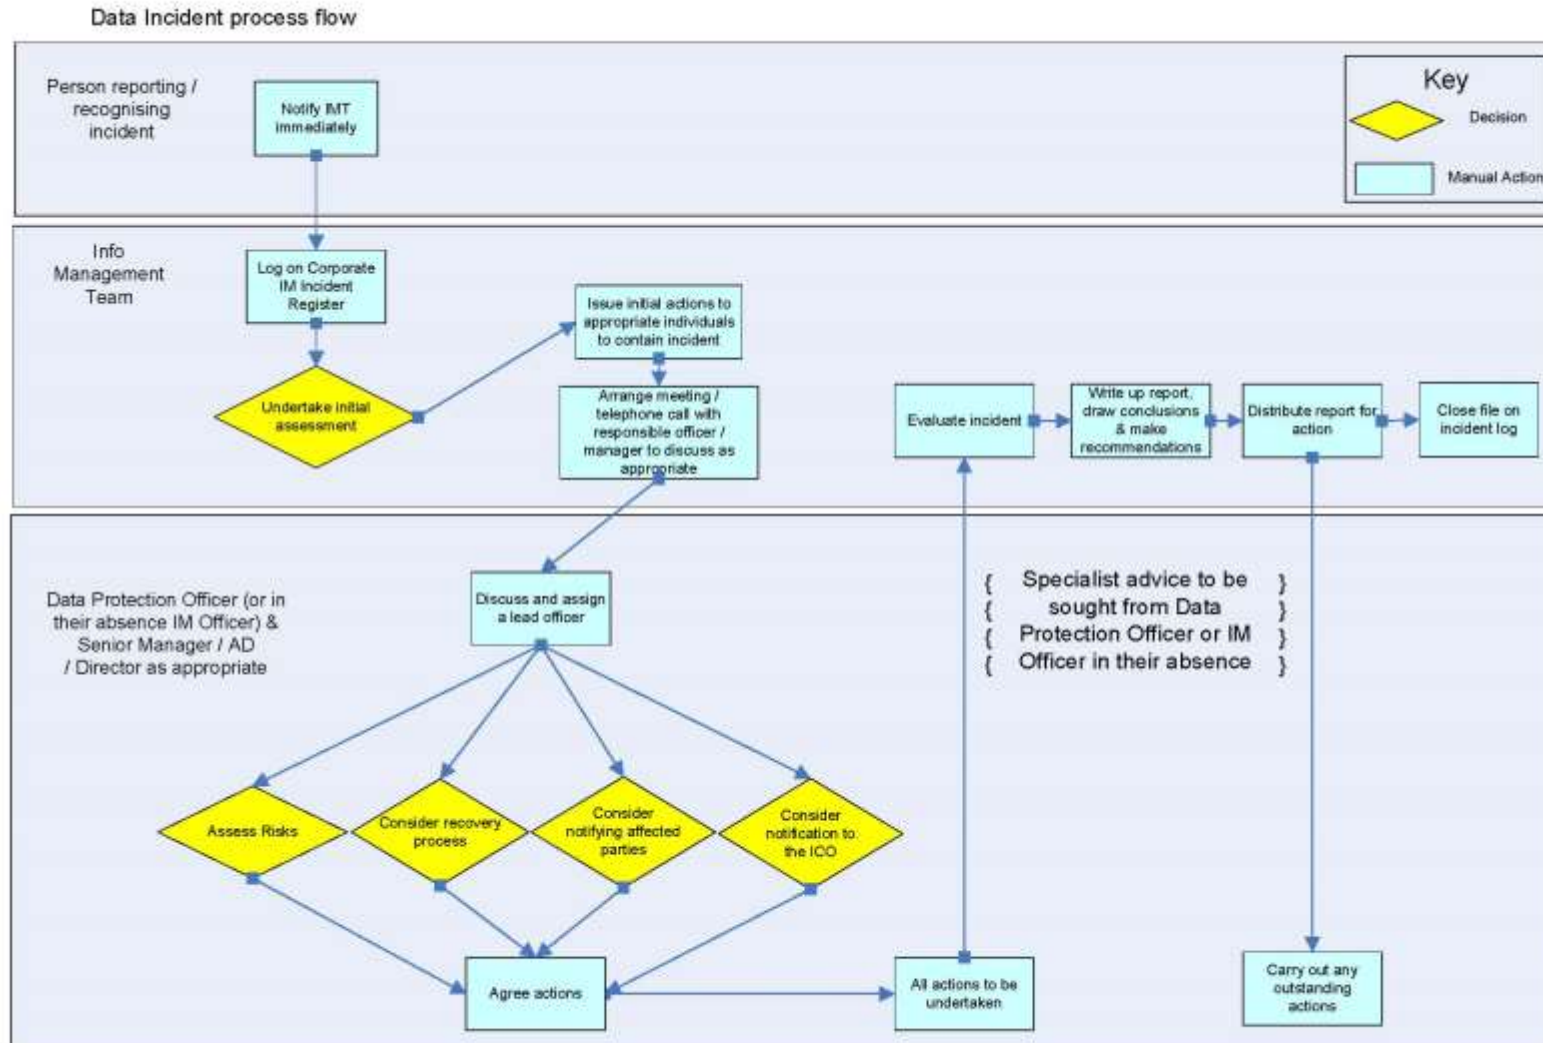 Data Incident process flow
Person reporting /
recognising
incident
Notify IMT
immediately
Key
Decision
Manual Action
Info
Management
Team
Log on Corporate
IM Incident
Register
Undertake initial
assessment
Issue initial actions to
appropriate individuals
to contain incident
Arrange meeting /
telephone call with
responsible officer /
manager to discuss as
appropriate
Evaluate incident
Write up report,
draw conclusions
& make
recommendations
Distribute report for
action
Close file on
incident log
Data Protection Officer (or in
their absence IM Officer) &
Senior Manager / AD
/ Director as appropriate
Discuss and assign
a lead officer
{ Specialist advice to be }
{ sought from Data }
{ Protection Officer or IM }
{ Officer in their absence }
Assess Risks
Consider recovery
process
Consider
notifying affected
parties
Consider
notification to
the ICO
Agree actions
All actions to be
undertaken
Carry out any
outstanding
actions